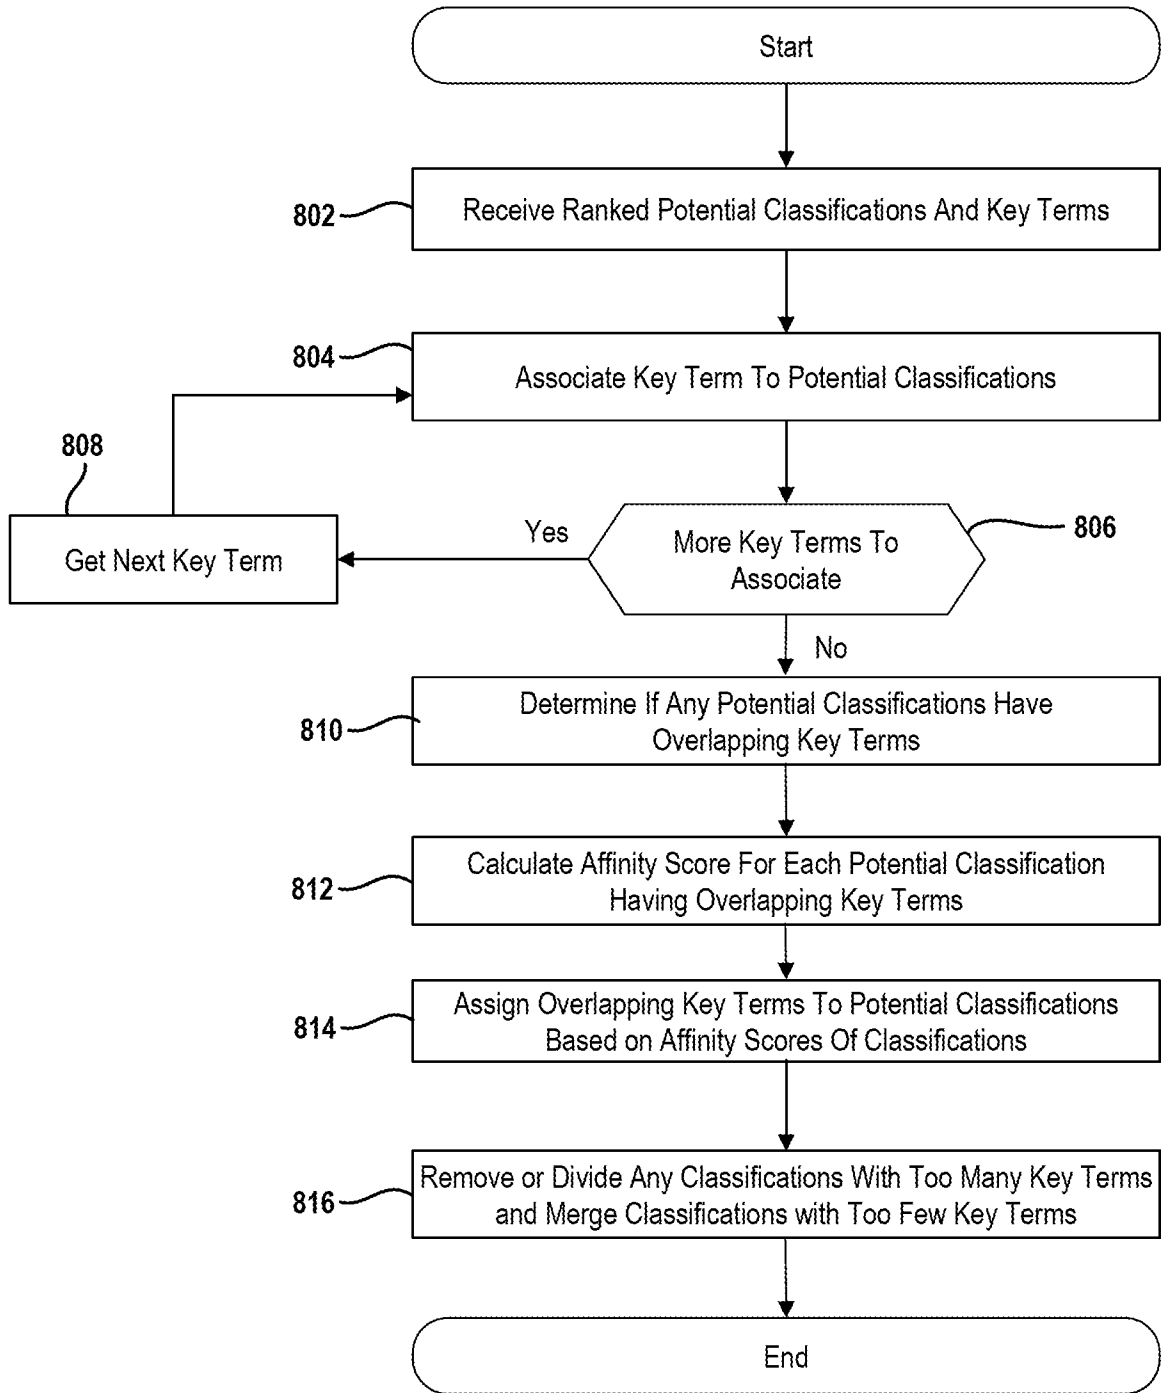 Start
802
Receive Ranked Potential Classifications And Key Terms
804
Associate Key Term To Potential Classifications
808
Get Next Key Term
Yes
More Key Terms To
Associate
806
No
810
Determine If Any Potential Classifications Have
Overlapping Key Terms
812
Calculate Affinity Score For Each Potential Classification
Having Overlapping Key Terms
814
Assign Overlapping Key Terms To Potential Classifications
Based on Affinity Scores Of Classifications
816
Remove or Divide Any Classifications With Too Many Key Terms
and Merge Classifications with Too Few Key Terms
End